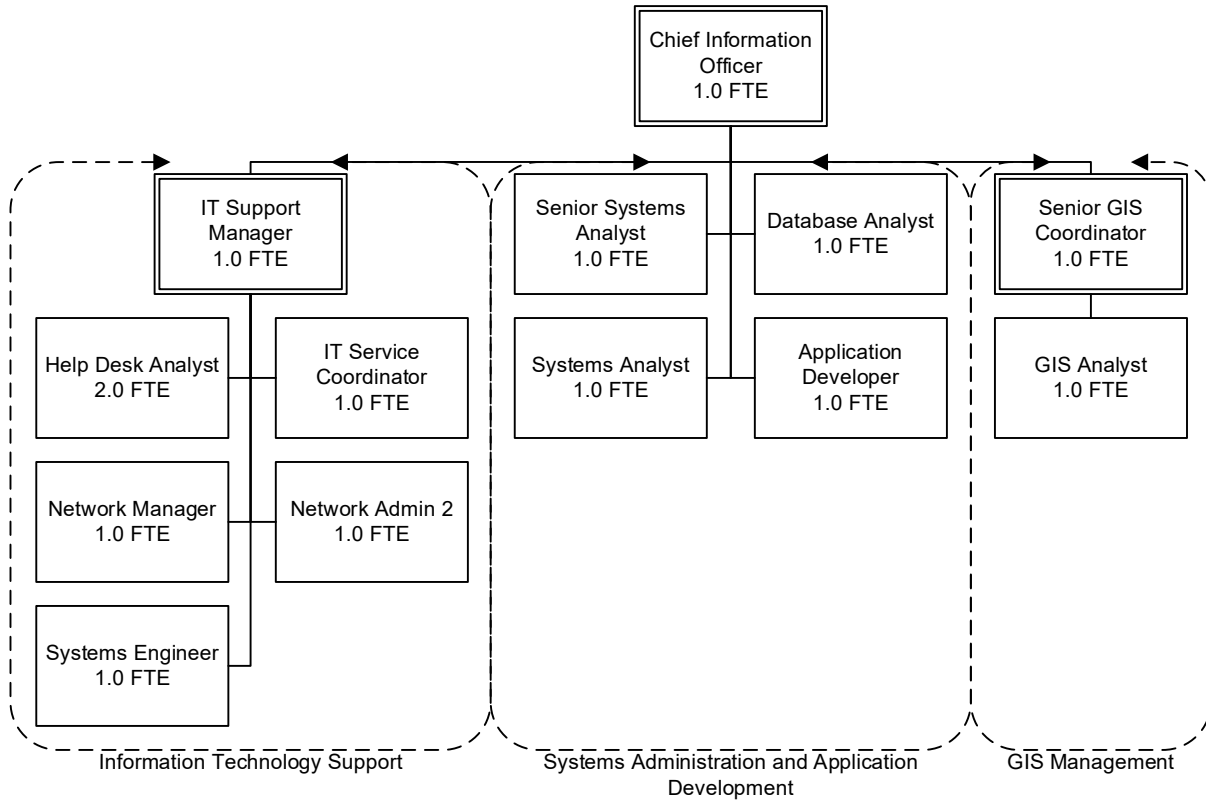 Chief Information
Officer
1.0 FTE
IT Support
Manager
1.0 FTE
Senior Systems
Analyst
1.0 FTE
Database Analyst
1.0 FTE
Senior GIS
Coordinator
1.0 FTE
Help Desk Analyst
2.0 FTE
IT Service
Coordinator
1.0 FTE
Systems Analyst
1.0 FTE
Application
Developer
1.0 FTE
GIS Analyst
1.0 FTE
Network Manager
1.0 FTE
Network Admin 2
1.0 FTE
Systems Engineer
1.0 FTE
Information Technology Support
Systems Administration and Application
Development
GIS Management